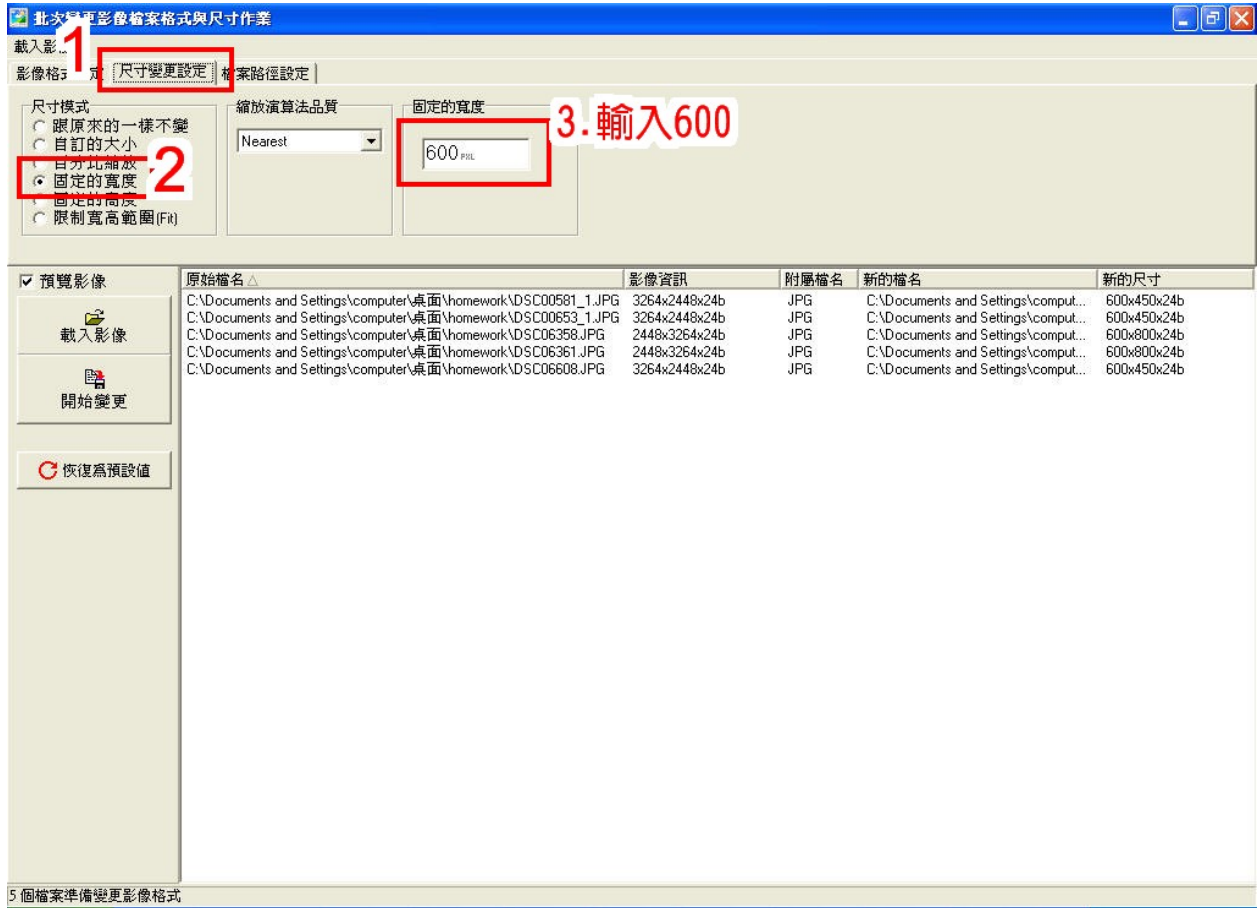 批次變更影像檔案格式與尺寸作業
1
載入影
影像格式 定 尺寸變更設定 檔案路徑設定
尺寸模式
跟原來的一樣不變
自訂的大小
百分比縮放
固定的寬度
固定的高度
限制寬高範圍(Fit)
2
縮放演算法品質
Nearest
固定的寬度
600 PXL
3.輸入600
預覽影像
載入影像
開始變更
恢復為預設值
原始檔名 影像資訊 附屬檔名 新的檔名 新的尺寸
C:\Documents and Settings\computer\桌面\homework\DSC00581_1.JPG 3264x2448x24b JPG C:\Documents and Settings\comput... 600x450x24b
C:\Documents and Settings\computer\桌面\homework\DSC00653_1.JPG 3264x2448x24b JPG C:\Documents and Settings\comput... 600x450x24b
C:\Documents and Settings\computer\桌面\homework\DSC06358.JPG 2448x3264x24b JPG C:\Documents and Settings\comput... 600x800x24b
C:\Documents and Settings\computer\桌面\homework\DSC06361.JPG 2448x3264x24b JPG C:\Documents and Settings\comput... 600x800x24b
C:\Documents and Settings\computer\桌面\homework\DSC06608.JPG 3264x2448x24b JPG C:\Documents and Settings\comput... 600x450x24b
5 個檔案準備變更影像格式